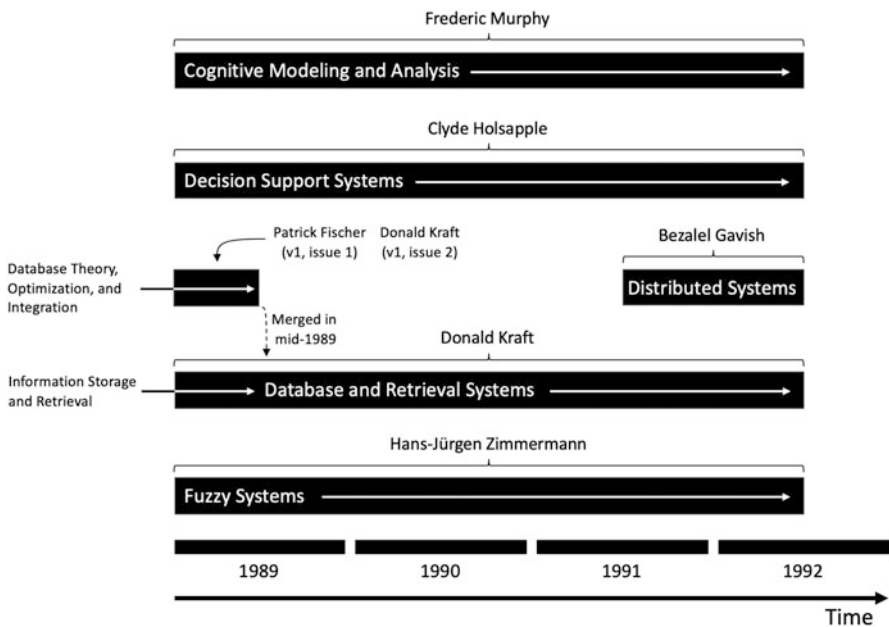 Frederic Murphy
Cognitive Modeling and Analysis
Clyde Holsapple
Decision Support Systems
Patrick Fischer
(v1, issue 1)
Donald Kraft
(v1, issue 2)
Bezalel Gavish
Database Theory,
Optimization, and
Integration
Distributed Systems
Merged in
mid-1989
Donald Kraft
Information Storage
and Retrieval
Database and Retrieval Systems
Hans-Jürgen Zimmermann
Fuzzy Systems
1989
1990
1991
1992
Time